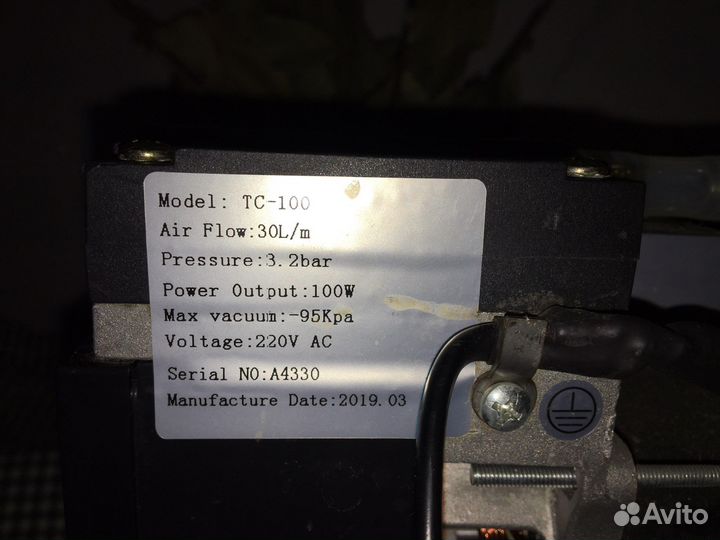 Model: TC-100
Air Flow:30L/m
Pressure:3.2bar
Power Output:100W
Max vacuum:-95Kpa
Voltage:220V AC
Serial NO:A4330
Manufacture Date:2019.03
Avito